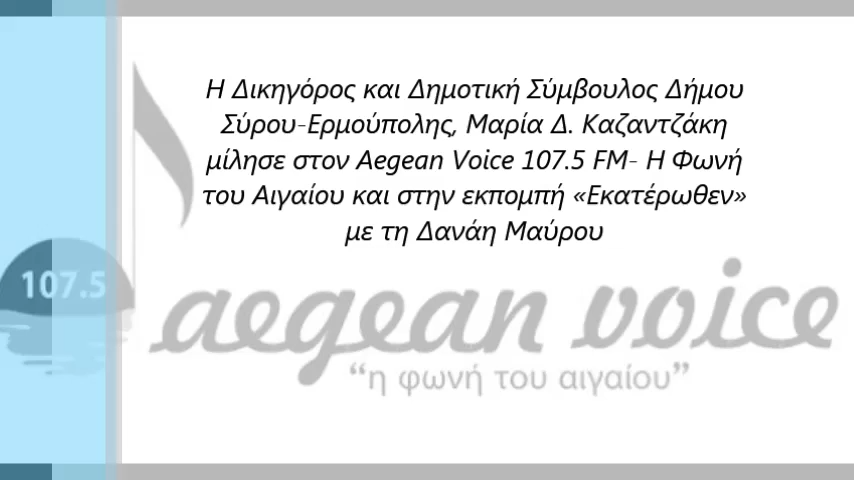 Η Δικηγόρος και Δημοτική Σύμβουλος Δήμου
Σύρου-Ερμούπολης, Μαρία Δ. Καζαντζάκη
μίλησε στον Aegean Voice 107.5 FM- Η Φωνή
του Αιγαίου και στην εκπομπή «Εκατέρωθεν»
με τη Δανάη Μαύρου
107.5
aegean voice
“η φωνή του αιγαίου”